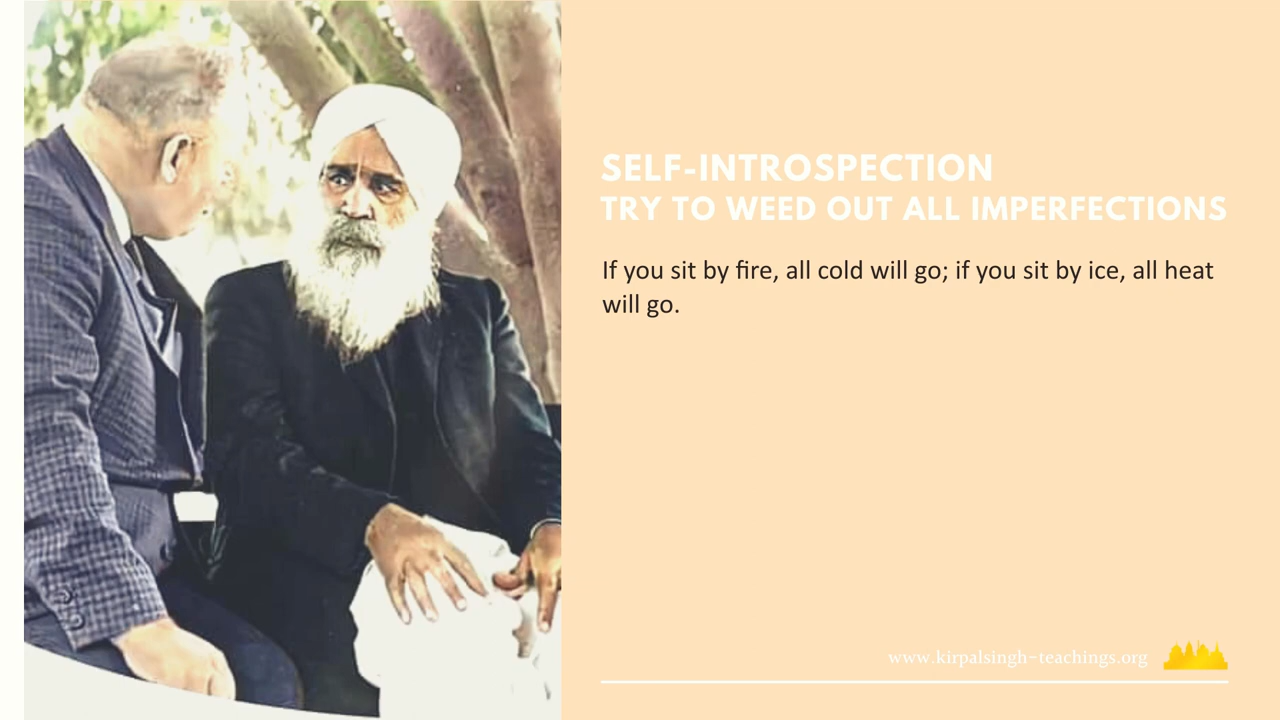 SELF-INTROSPECTION
TRY TO WEED OUT ALL IMPERFECTIONS
If you sit by fire, all cold will go; if you sit by ice, all heat
will go.
www.kirpalsingh-teachings.org